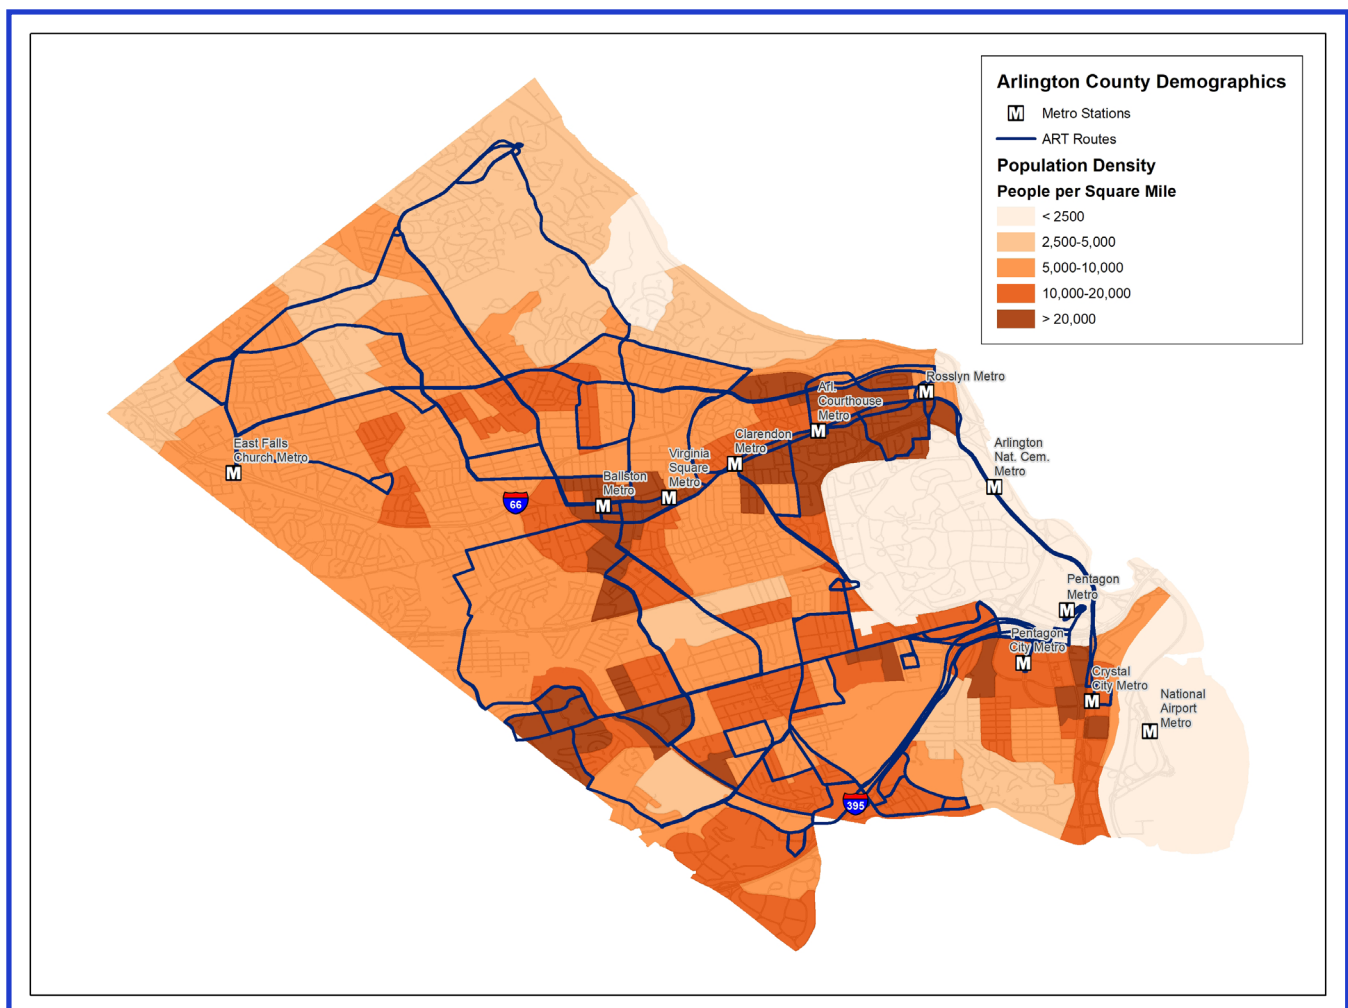 Arlington County Demographics
Metro Stations
ART Routes
Population Density
People per Square Mile
< 2500
2,500-5,000
5,000-10,000
10,000-20,000
> 20,000
Rosslyn Metro
Arl.
Courthouse
Metro
Clarendon
Metro
Virginia
Square
Metro
Ballston
Metro
East Falls
Church Metro
Arlington
Nat. Cem.
Metro
66
Pentagon
Metro
Pentagon
City Metro
Crystal
City Metro
National
Airport
Metro
395
M
M
M
M
M
M
M
M
M
M
M
M